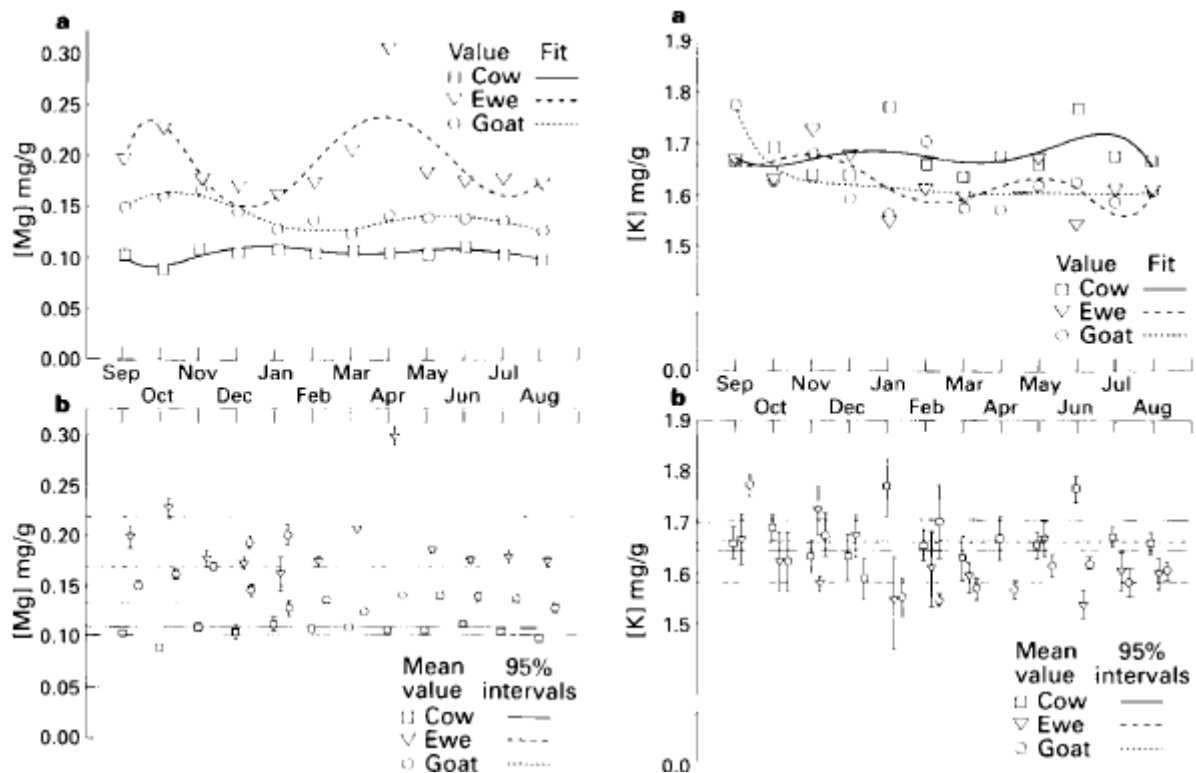 a
0.30
Value Fit
Cow
Ewe
Goat
0.25
0.20
0.15
0.10
0.05
0.00
[Mg] mg/g
Sep Nov Jan Mar May Jul
Oct Dec Feb Apr Jun Aug
b
0.30
0.25
0.20
0.15
0.10
0.05
0.00
[Mg] mg/g
Mean 95%
value intervals
Cow
Ewe
Goat
a
1.9
1.8
1.7
1.6
1.5
0.0
[K] mg/g
Value Fit
Cow
Ewe
Goat
Sep Nov Jan Mar May Jul
Oct Dec Feb Apr Jun Aug
b
1.9
1.8
1.7
1.6
1.5
0.0
[K] mg/g
Mean 95%
value intervals
Cow
Ewe
Goat